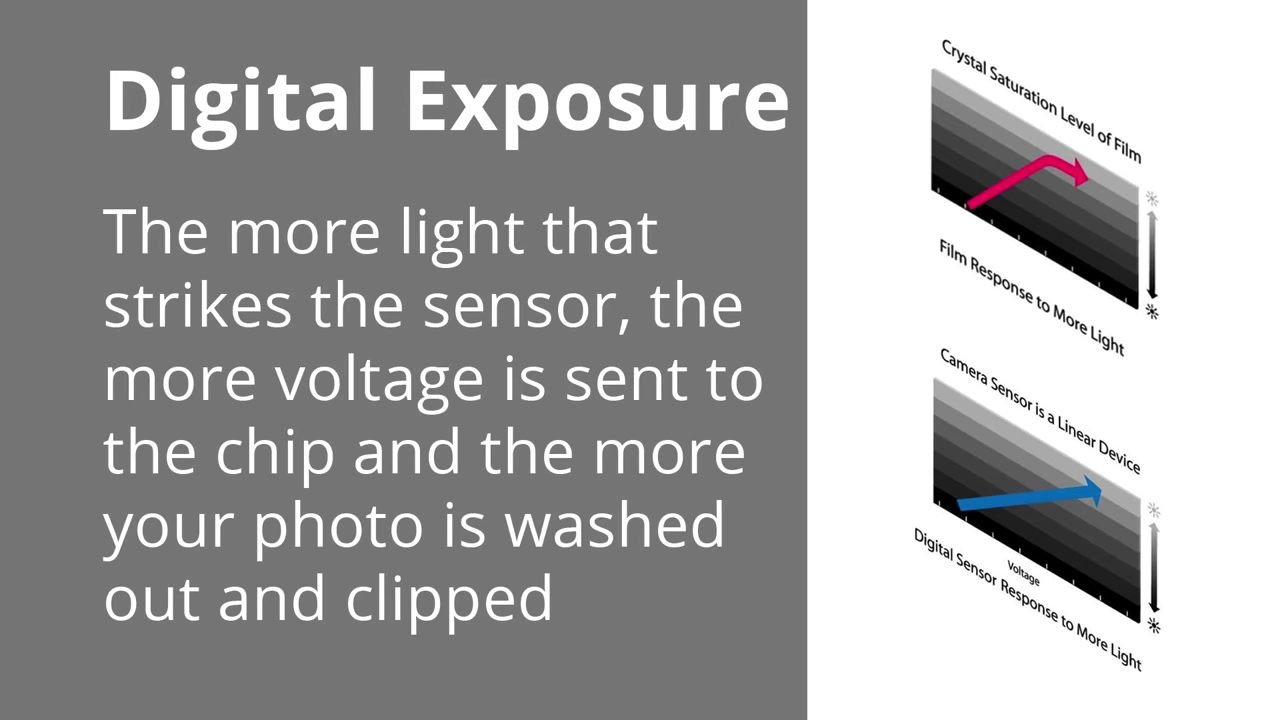 Digital Exposure
The more light that
strikes the sensor, the
more voltage is sent to
the chip and the more
your photo is washed
out and clipped
Crystal Saturation Level of Film
Film Response to More Light
Camera Sensor is a Linear Device
Voltage
Digital Sensor Response to More Light